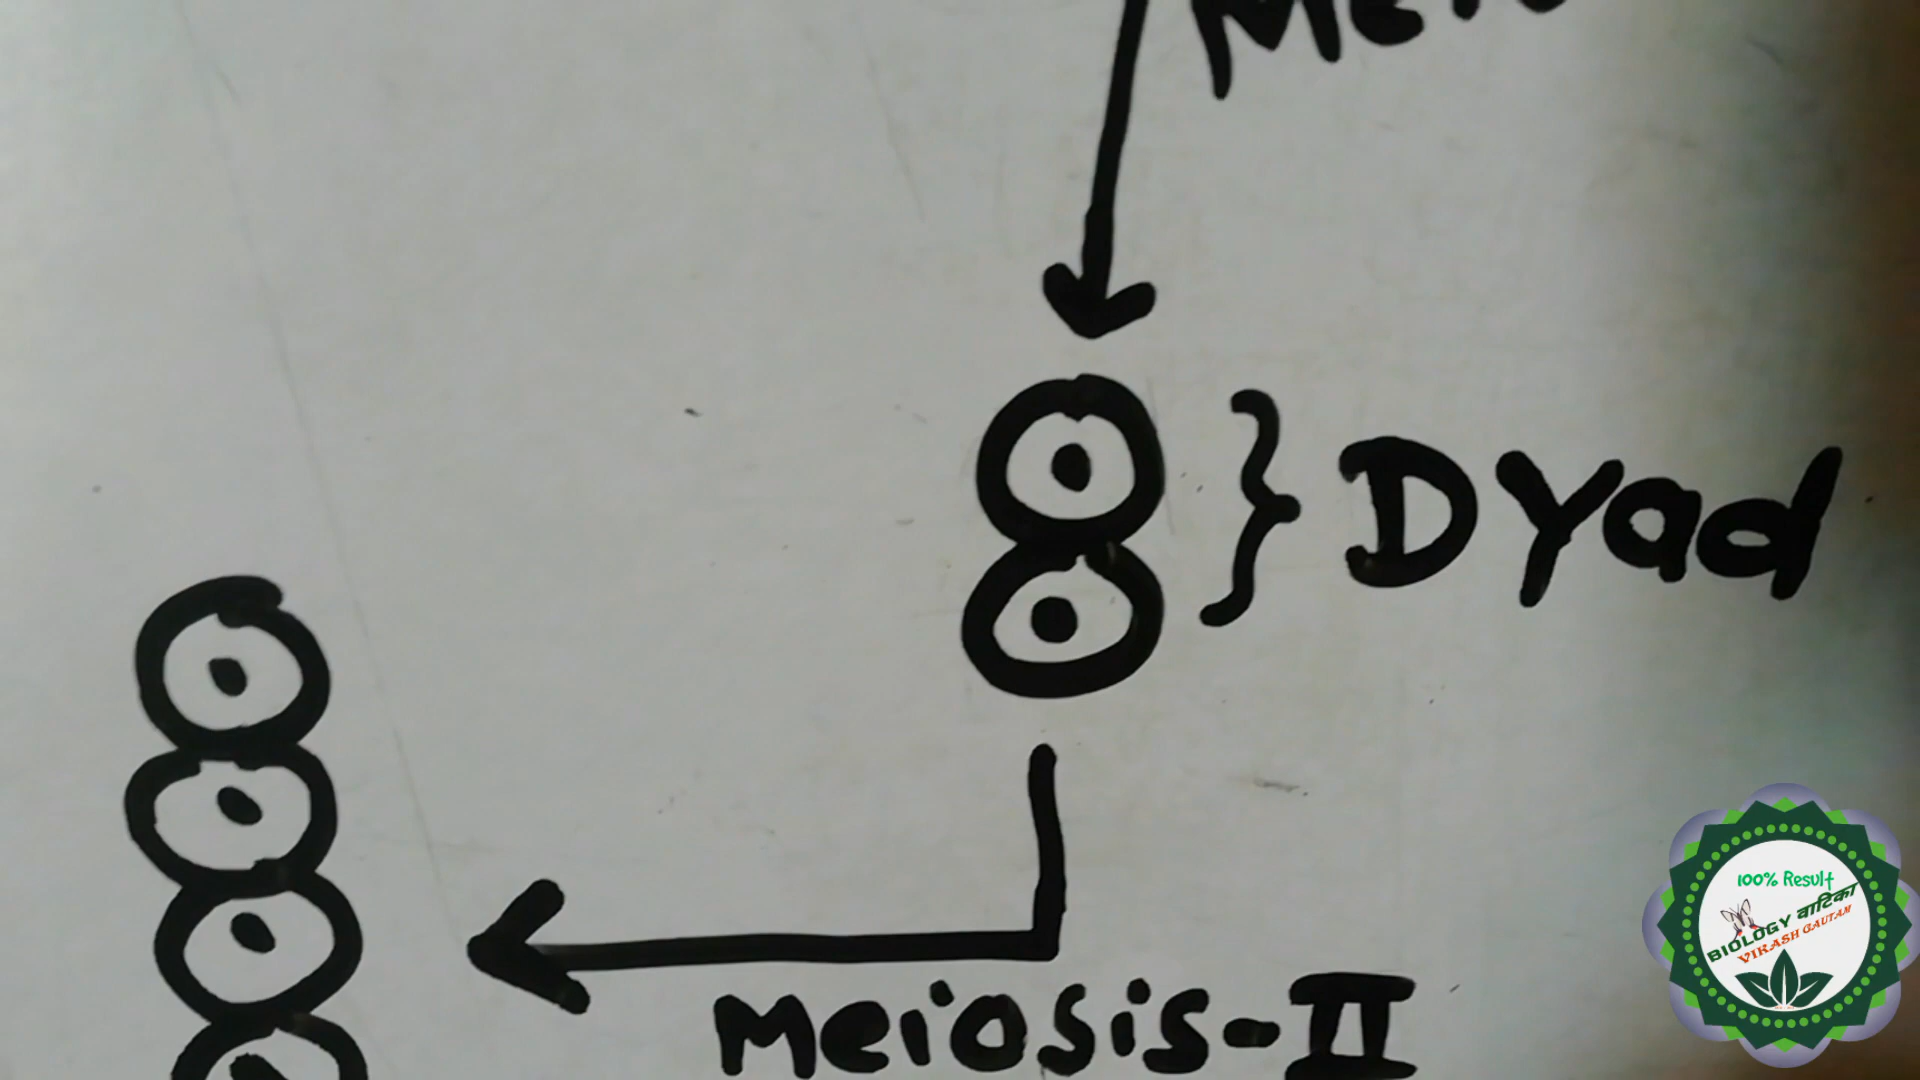 Dyad
Meiosis-II
100% Result
BIOLOGY वाटिका
VIKASH GAUTAM